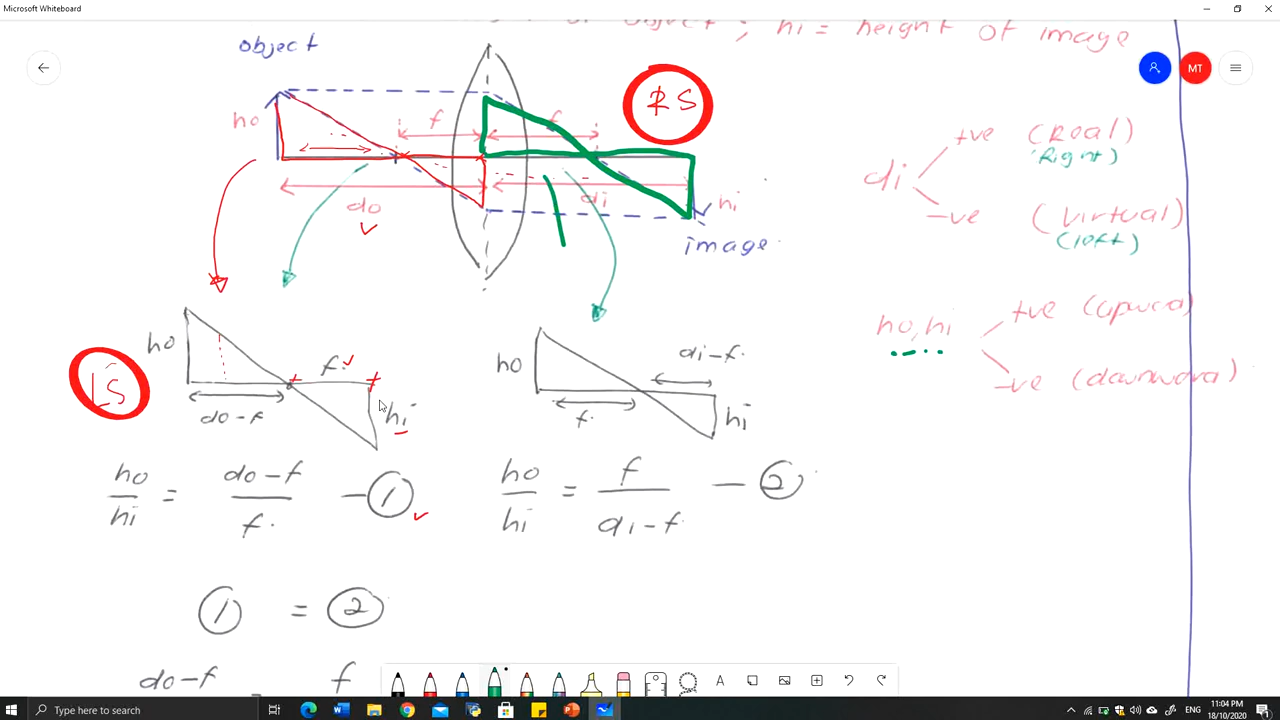 Microsoft Whiteboard
hi = height of image
object
MT
RS
ho
f
f
do
di
hi
image
di
+ve (Real)
(Right)
-ve (virtual)
(left)
ho, hi
+ve (upward)
-ve (downward)
LS
ho
f
do-f
hi
ho
di-f
f
hi
ho/hi = do-f/f - ①
ho/hi = f/di-f - ②
① = ②
do-f = f
A
Type here to search
ENG
11:04 PM
18/10/2020